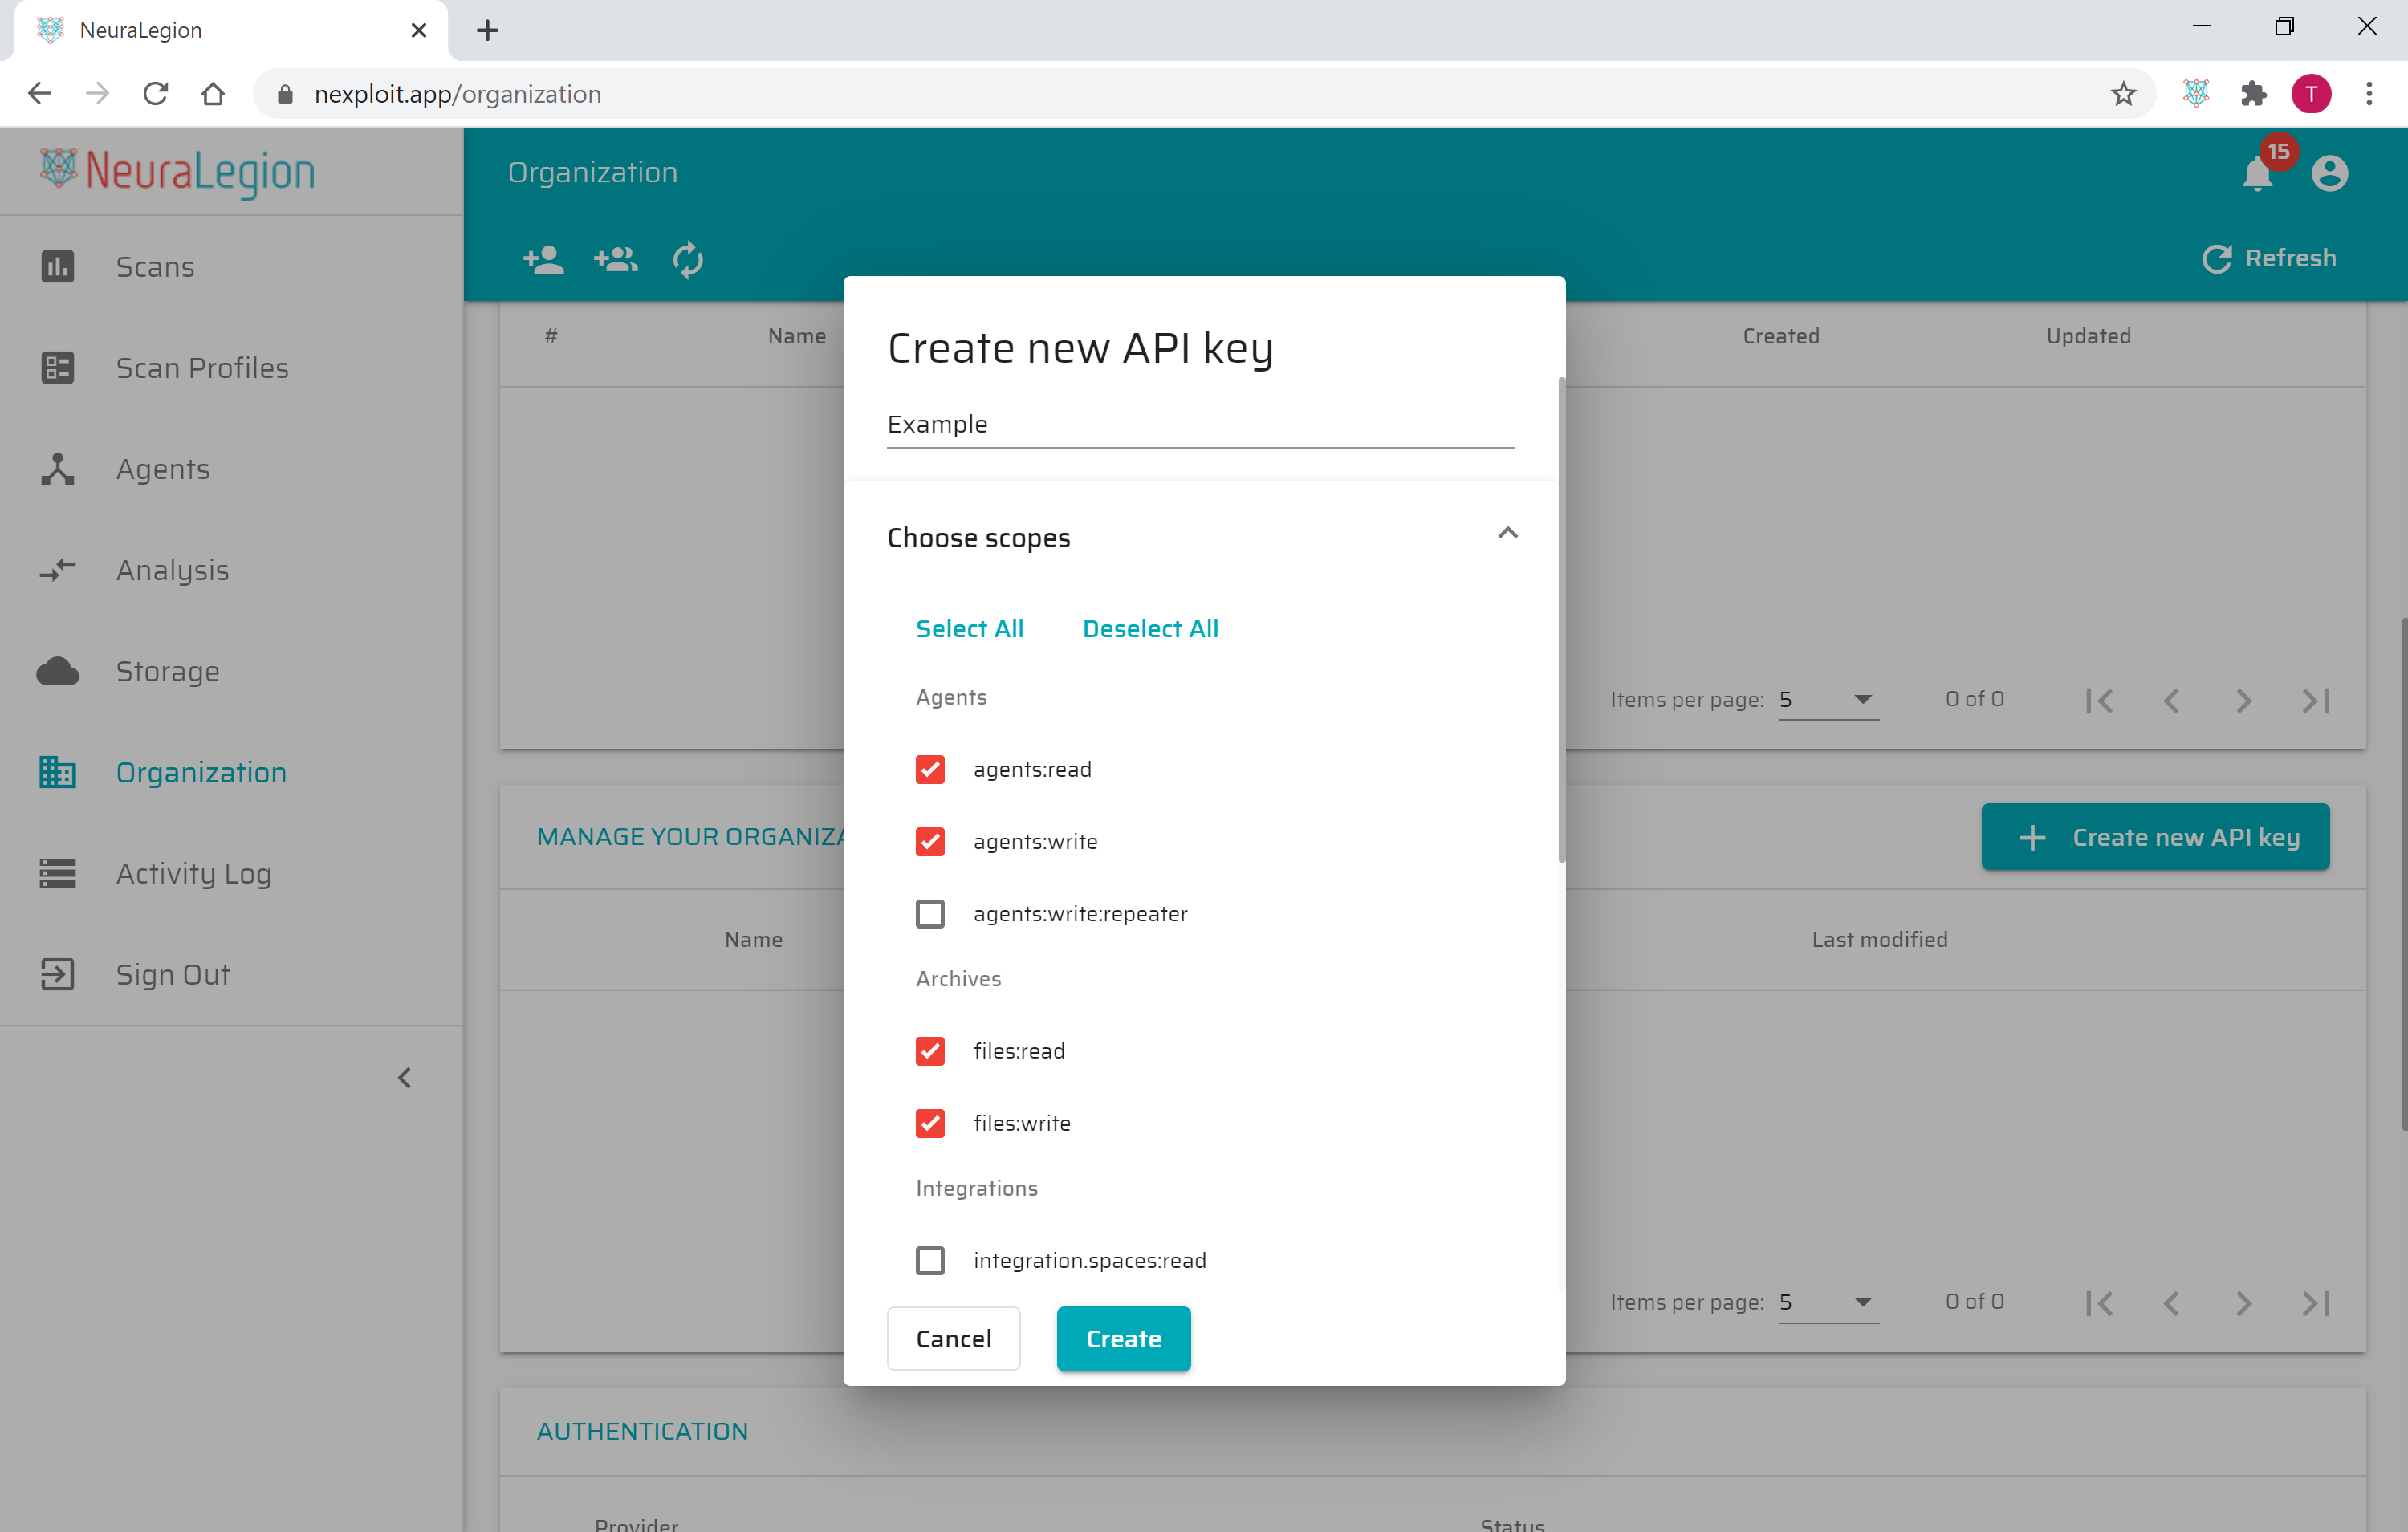 NeuraLegion
nexploit.app/organization
T
NeuraLegion
Organization
15
Scans
Scan Profiles
Agents
Analysis
Storage
Organization
Activity Log
Sign Out
Refresh
# Name Created Updated
Items per page: 5 0 of 0
MANAGE YOUR
Create new API key
Name Last modified
Items per page: 5 0 of 0
AUTHENTICATION
Provider Status
Create new API key
Example
Choose scopes
Select All Deselect All
Agents
agents:read
agents:write
agents:write:repeater
Archives
files:read
files:write
Integrations
integration.spaces:read
Cancel Create